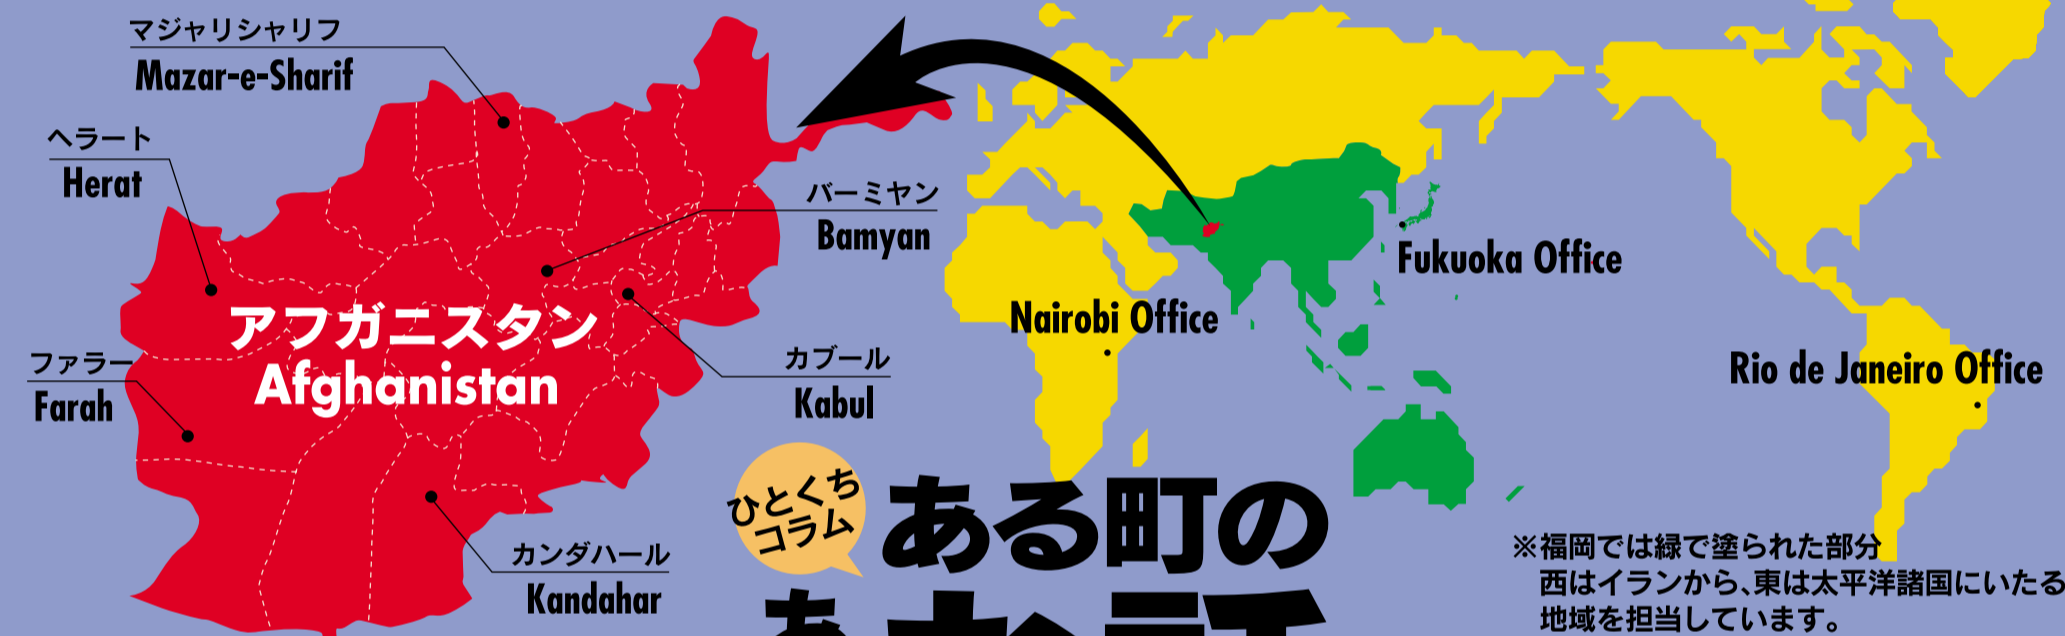 マジャリシャリフ
Mazar-e-Sharif
ヘラート
Herat
バーミヤン
Bamyan
アフガニスタン
Afghanistan
ファラー
Farah
カブール
Kabul
カンダハール
Kandahar
Fukuoka Office
Nairobi Office
Rio de Janeiro Office
ひとくち
コラム
ある町の
※福岡では緑で塗られた部分
西はイランから、東は太平洋諸国にいたる
地域を担当しています。